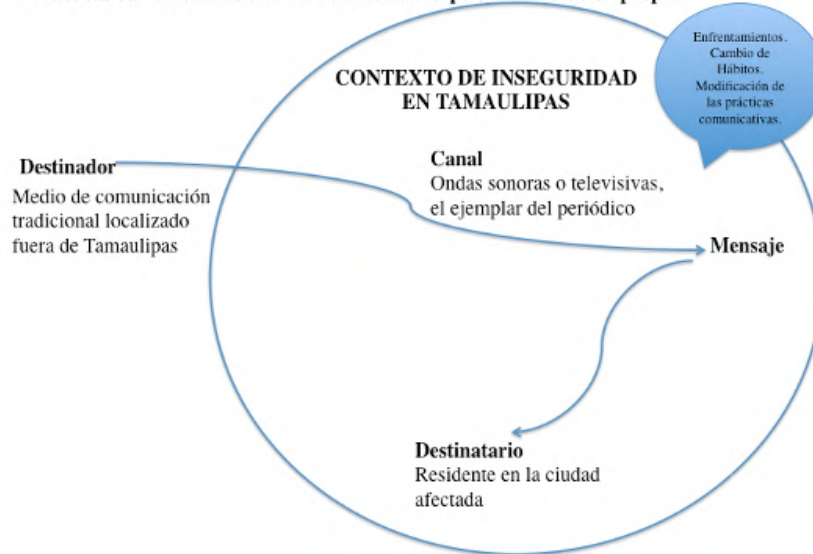 Enfrentamientos.
Cambio de
Hábitos.
Modificación de
las prácticas
comunicativas.
CONTEXTO DE INSEGURIDAD
EN TAMAULIPAS
Destinador
Medio de comunicación
tradicional localizado
fuera de Tamaulipas
Canal
Ondas sonoras o televisivas,
el ejemplar del periódico
Mensaje
Destinatario
Residente en la ciudad
afectada